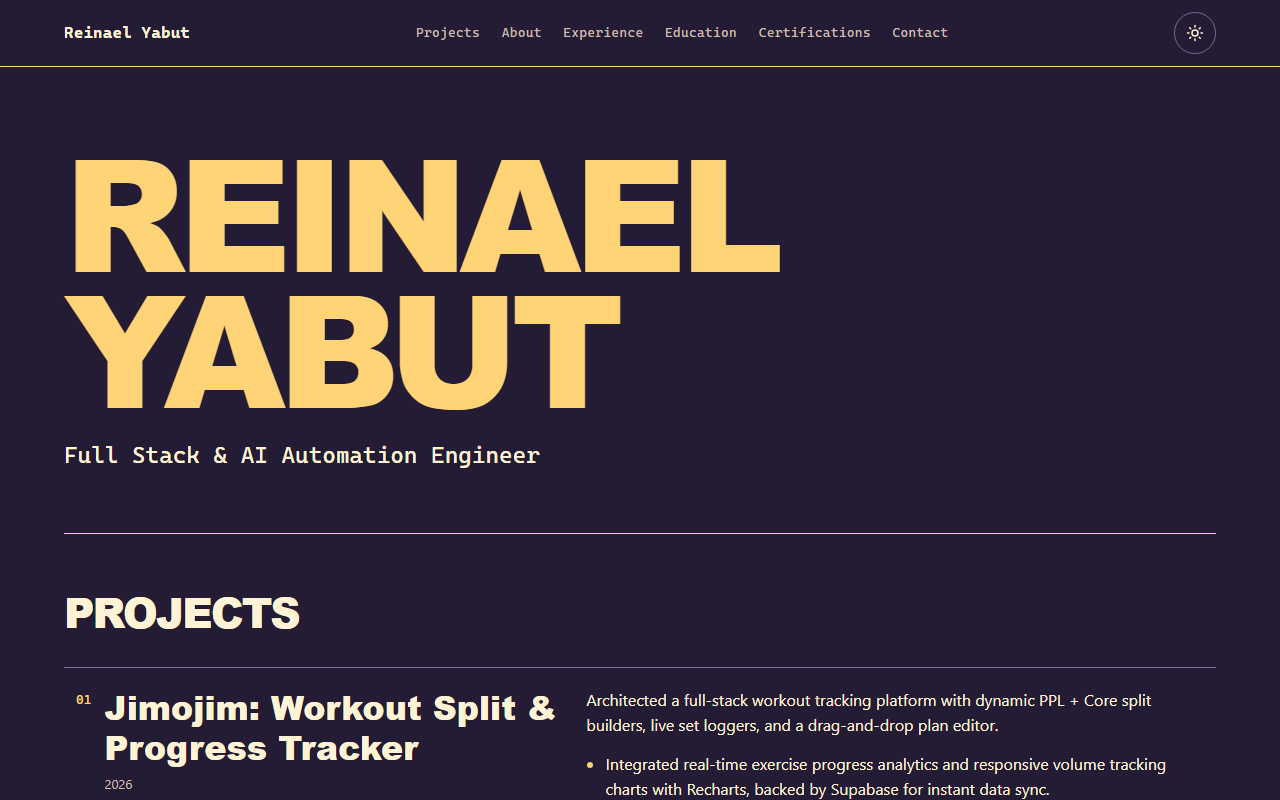 Reinael Yabut
Projects About Experience Education Certifications Contact
REINAEL
YABUT
Full Stack & AI Automation Engineer
PROJECTS
01
Jimojim: Workout Split &
Progress Tracker
2026
Architected a full-stack workout tracking platform with dynamic PPL + Core split
builders, live set loggers, and a drag-and-drop plan editor.
Integrated real-time exercise progress analytics and responsive volume tracking
charts with Recharts, backed by Supabase for instant data sync.